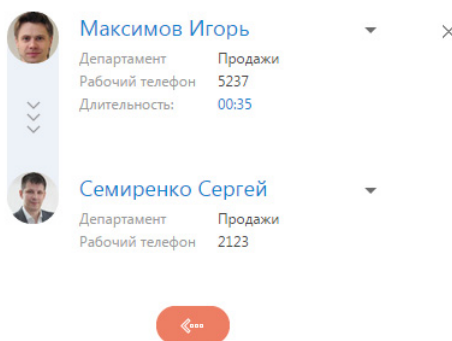 Максимов Игорь
Департамент Продажи
Рабочий телефон 5237
Длительность: 00:35
Семиренко Сергей
Департамент Продажи
Рабочий телефон 2123